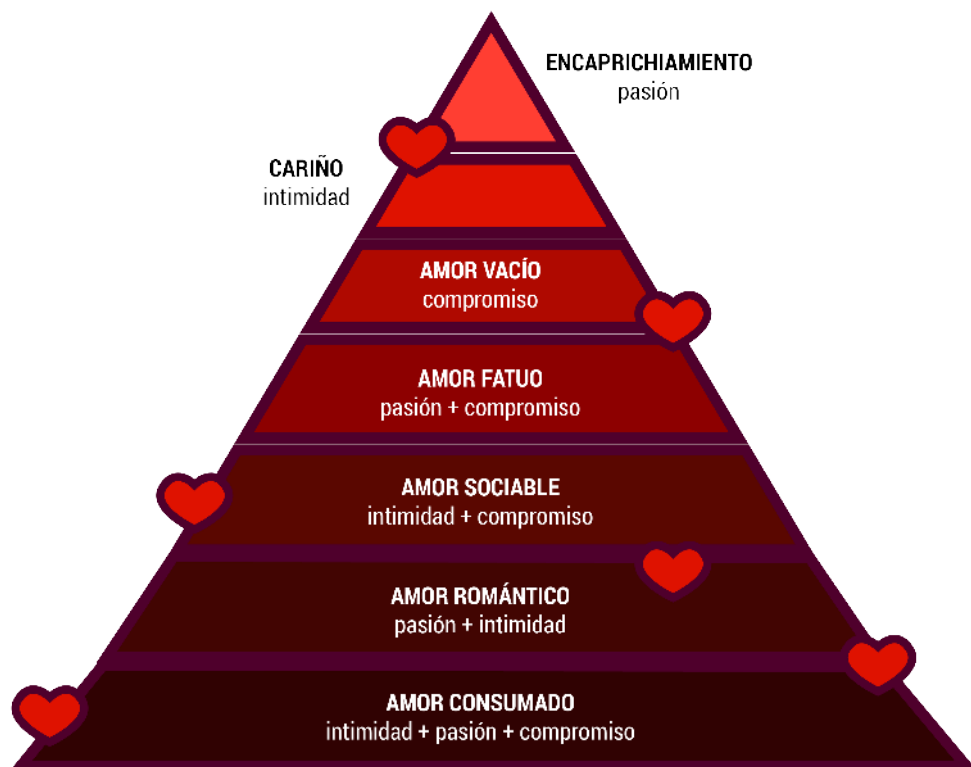 ENCAPRICHIAMIENTO
pasión
CARIÑO
intimidad
AMOR VACÍO
compromiso
AMOR FATUO
pasión + compromiso
AMOR SOCIABLE
intimidad + compromiso
AMOR ROMÁNTICO
pasión + intimidad
AMOR CONSUMADO
intimidad + pasión + compromiso